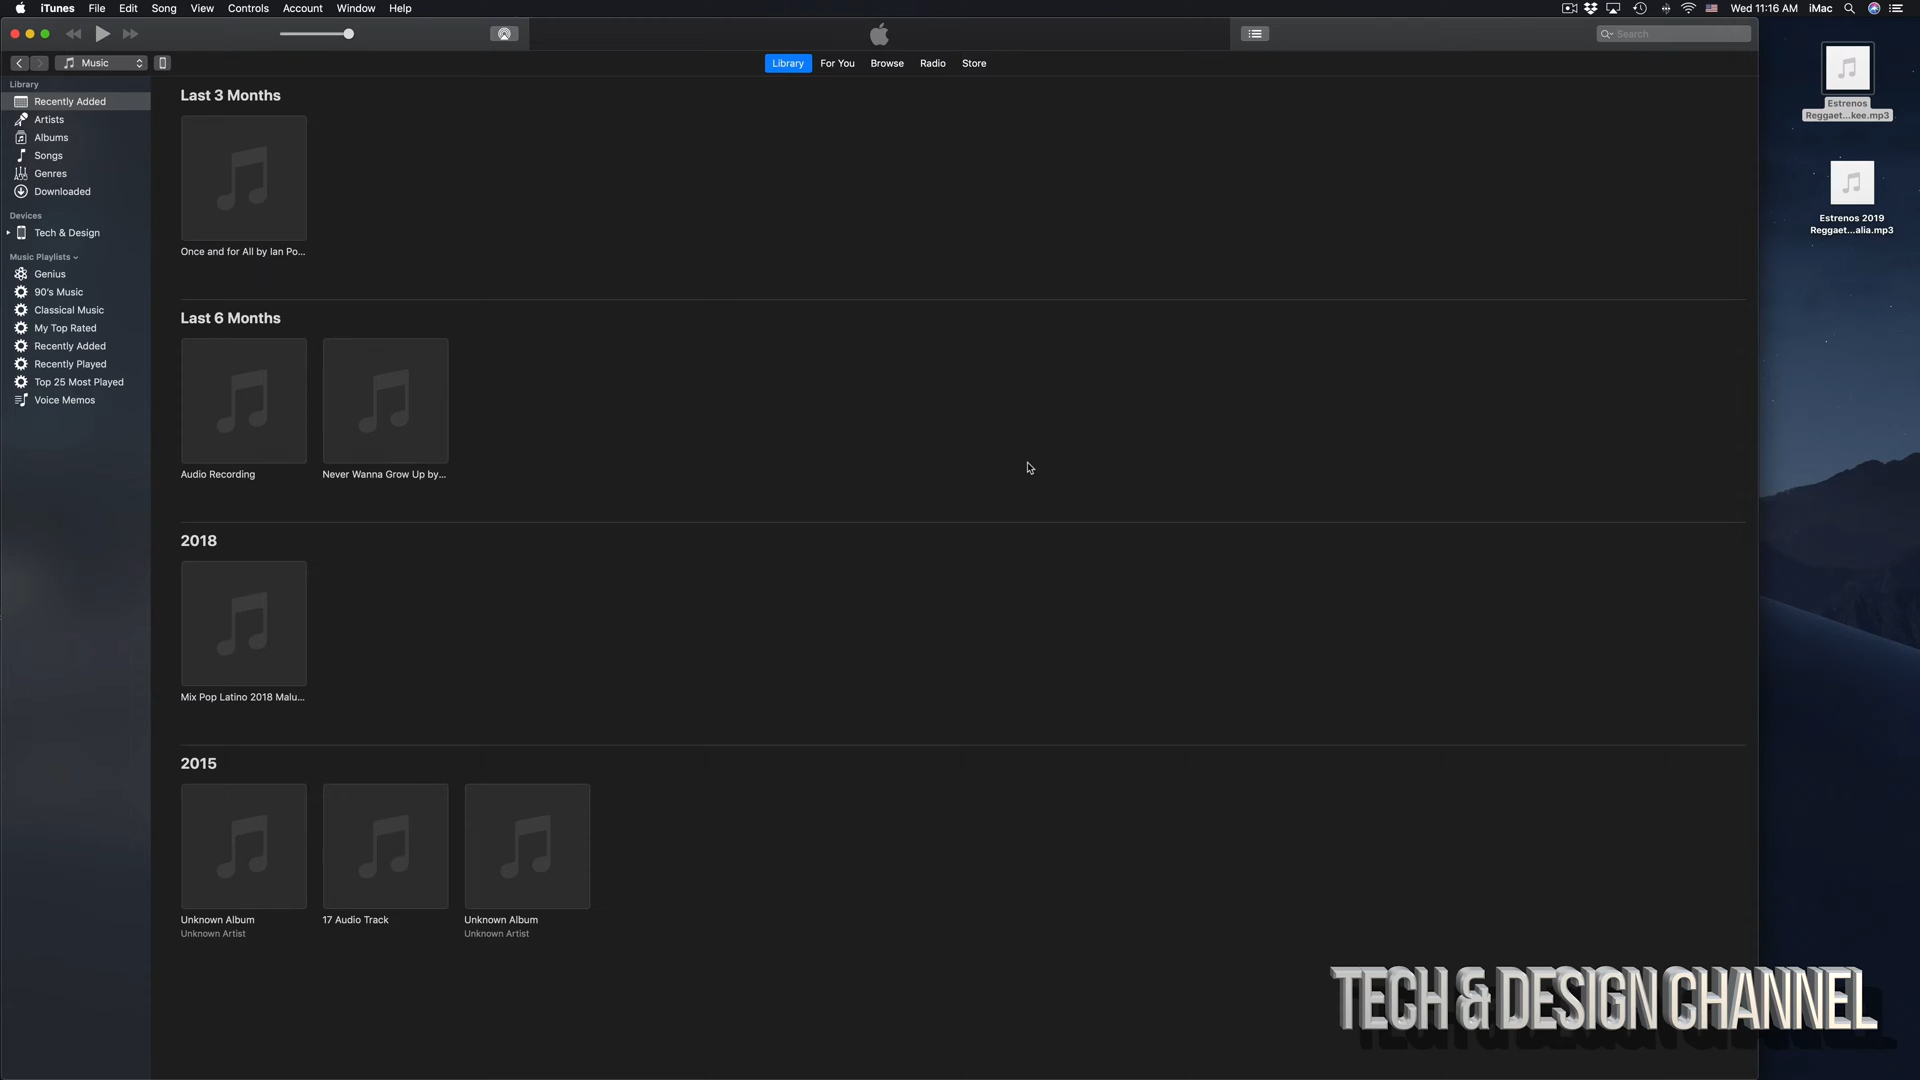 iTunes File Edit Song View Controls Account Window Help
Wed 11:16 AM iMac
Search
Music
Library For You Browse Radio Store
Library
Recently Added
Artists
Albums
Songs
Genres
Downloaded
Devices
Tech & Design
Music Playlists
Genius
90's Music
Classical Music
My Top Rated
Recently Added
Recently Played
Top 25 Most Played
Voice Memos
Last 3 Months
Once and for All by Ian Po...
Last 6 Months
Audio Recording
Never Wanna Grow Up by...
2018
Mix Pop Latino 2018 Malu...
2015
Unknown Album
Unknown Artist
17 Audio Track
Unknown Album
Unknown Artist
Estrenos
Reggaet...kee.mp3
Estrenos 2019
Reggaet...alia.mp3
TECH & DESIGN CHANNEL